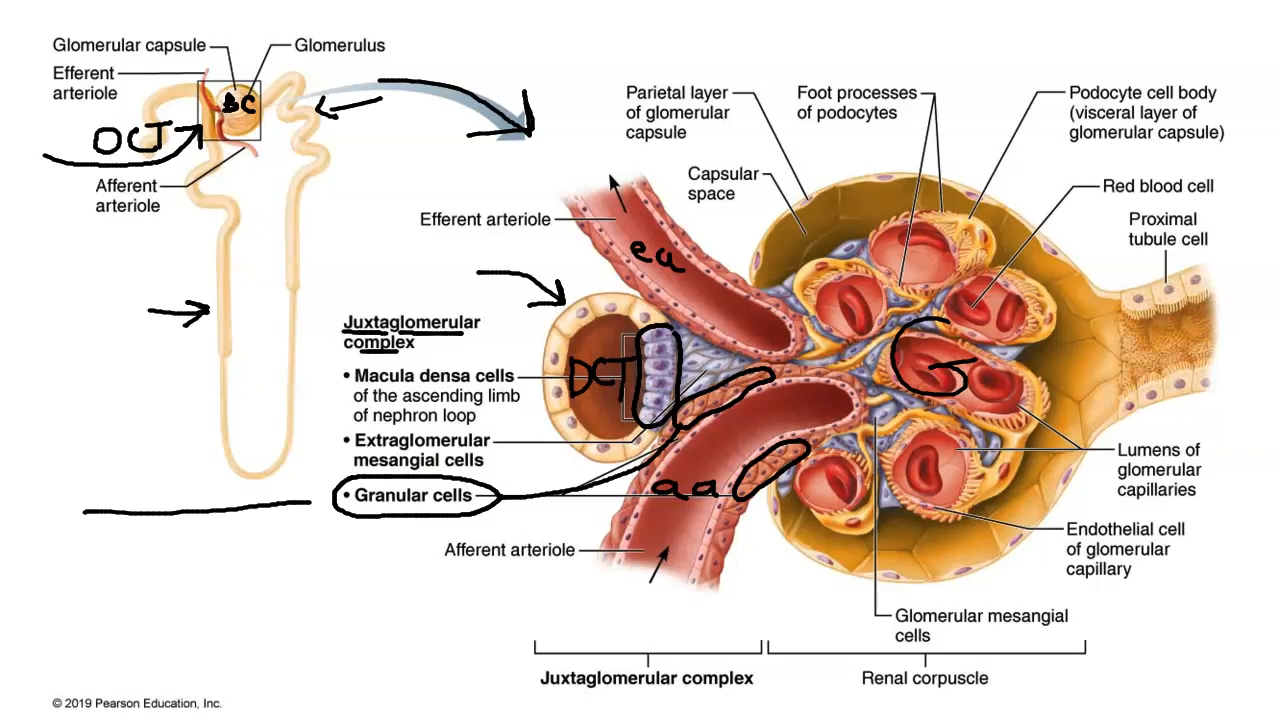 Glomerular capsule
Glomerulus
Efferent
arteriole
BC
DCT
Afferent
arteriole
Parietal layer
of glomerular
capsule
Foot processes
of podocytes
Podocyte cell body
(visceral layer of
glomerular capsule)
Capsular
space
Red blood cell
Efferent arteriole
ea
Proximal
tubule cell
Juxtaglomerular
complex
• Macula densa cells
of the ascending limb
of nephron loop
• Extraglomerular
mesangial cells
• Granular cells
DCT
G
aa
Afferent arteriole
Lumens of
glomerular
capillaries
Endothelial cell
of glomerular
capillary
Glomerular mesangial
cells
Juxtaglomerular complex
Renal corpuscle
© 2019 Pearson Education, Inc.